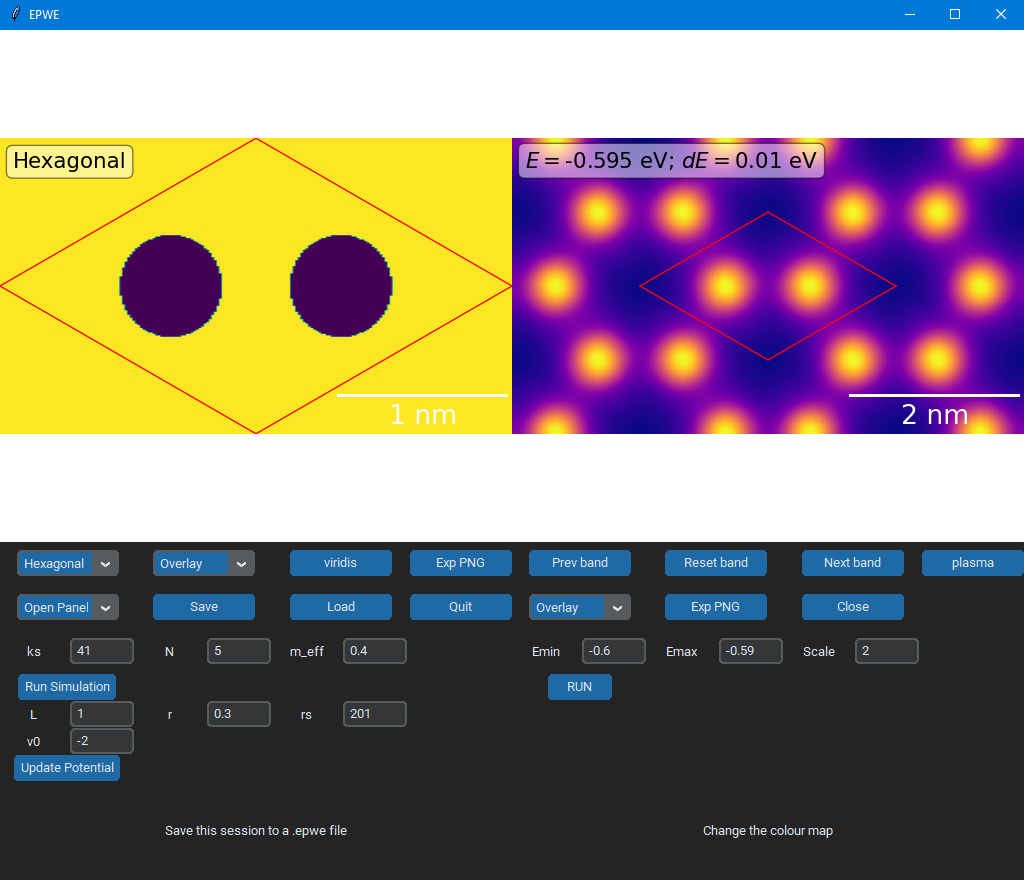 EPWE
Hexagonal
E = -0.595 eV; dE = 0.01 eV
1 nm
2 nm
Hexagonal Overlay viridis Exp PNG Prev band Reset band Next band plasma
Open Panel Save Load Quit Overlay Exp PNG Close
ks 41 N 5 m_eff 0.4 Emin -0.6 Emax -0.59 Scale 2
Run Simulation RUN
L 1 r 0.3 rs 201
v0 -2
Update Potential
Save this session to a .epwe file Change the colour map